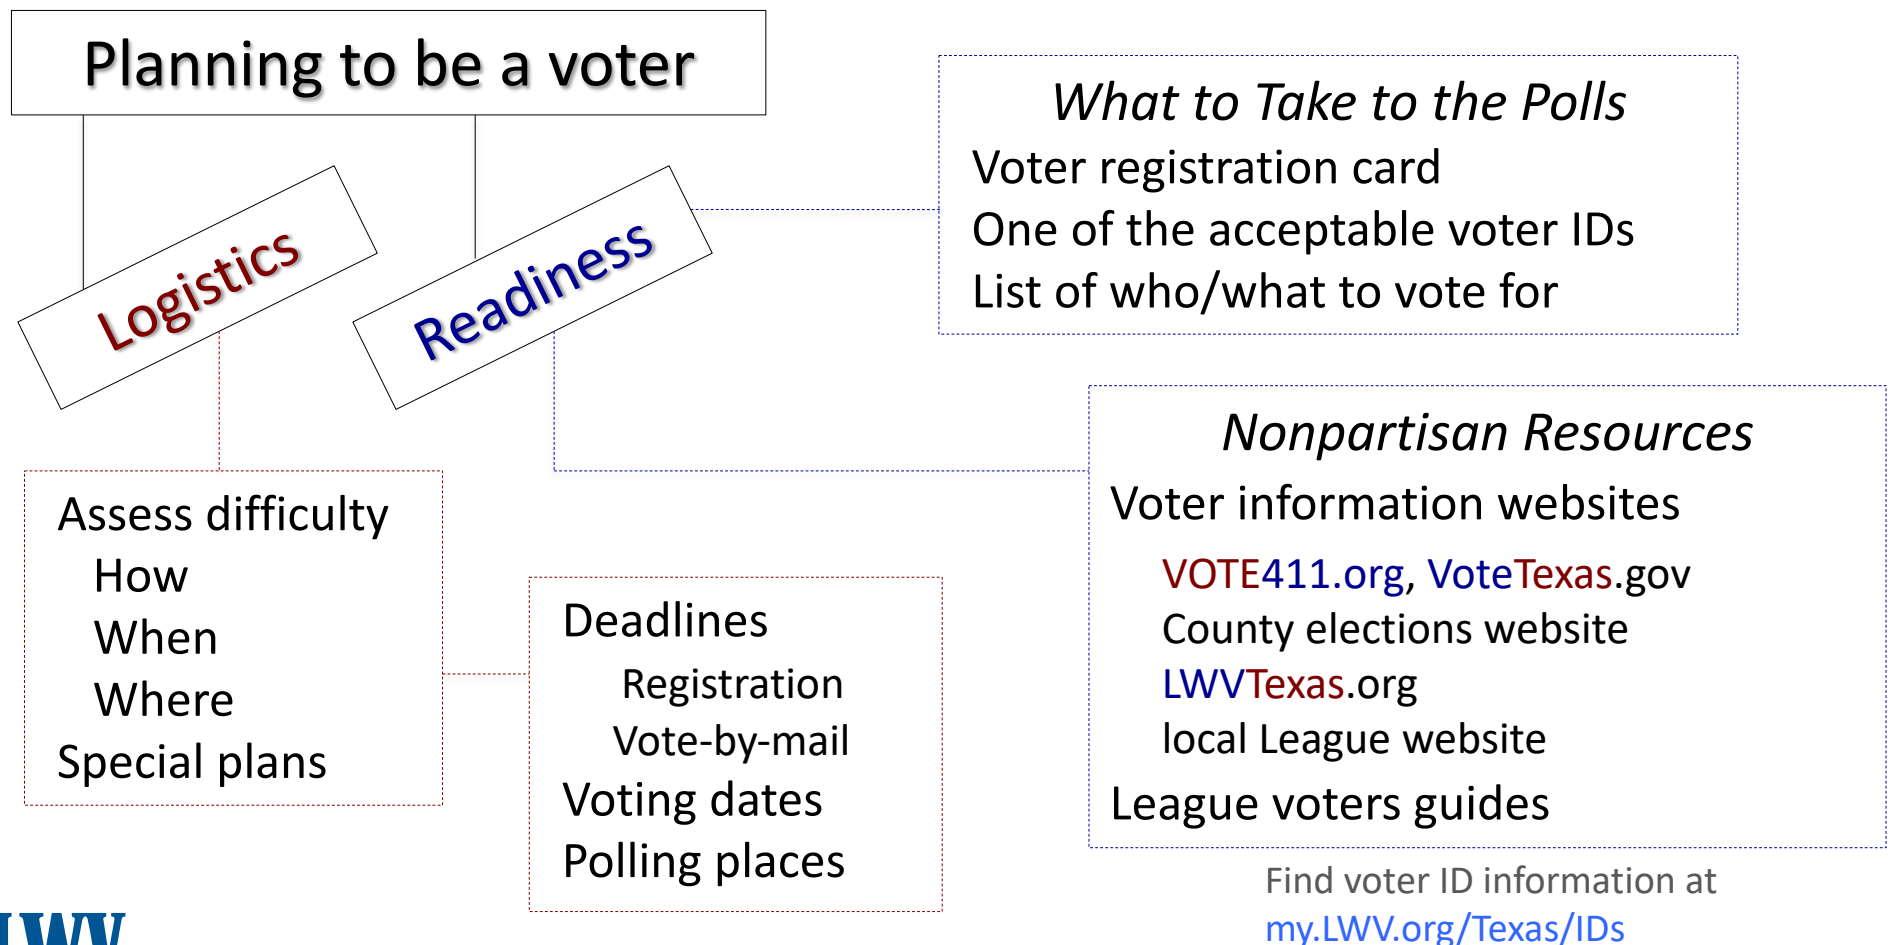 Planning to be a voter
Logistics
Readiness
What to Take to the Polls
Voter registration card
One of the acceptable voter IDs
List of who/what to vote for
Assess difficulty
How
When
Where
Special plans
Deadlines
Registration
Vote-by-mail
Voting dates
Polling places
Nonpartisan Resources
Voter information websites
VOTE411.org, VoteTexas.gov
County elections website
LWVTexas.org
local League website
League voters guides
Find voter ID information at
my.LWV.org/Texas/IDs
LWV